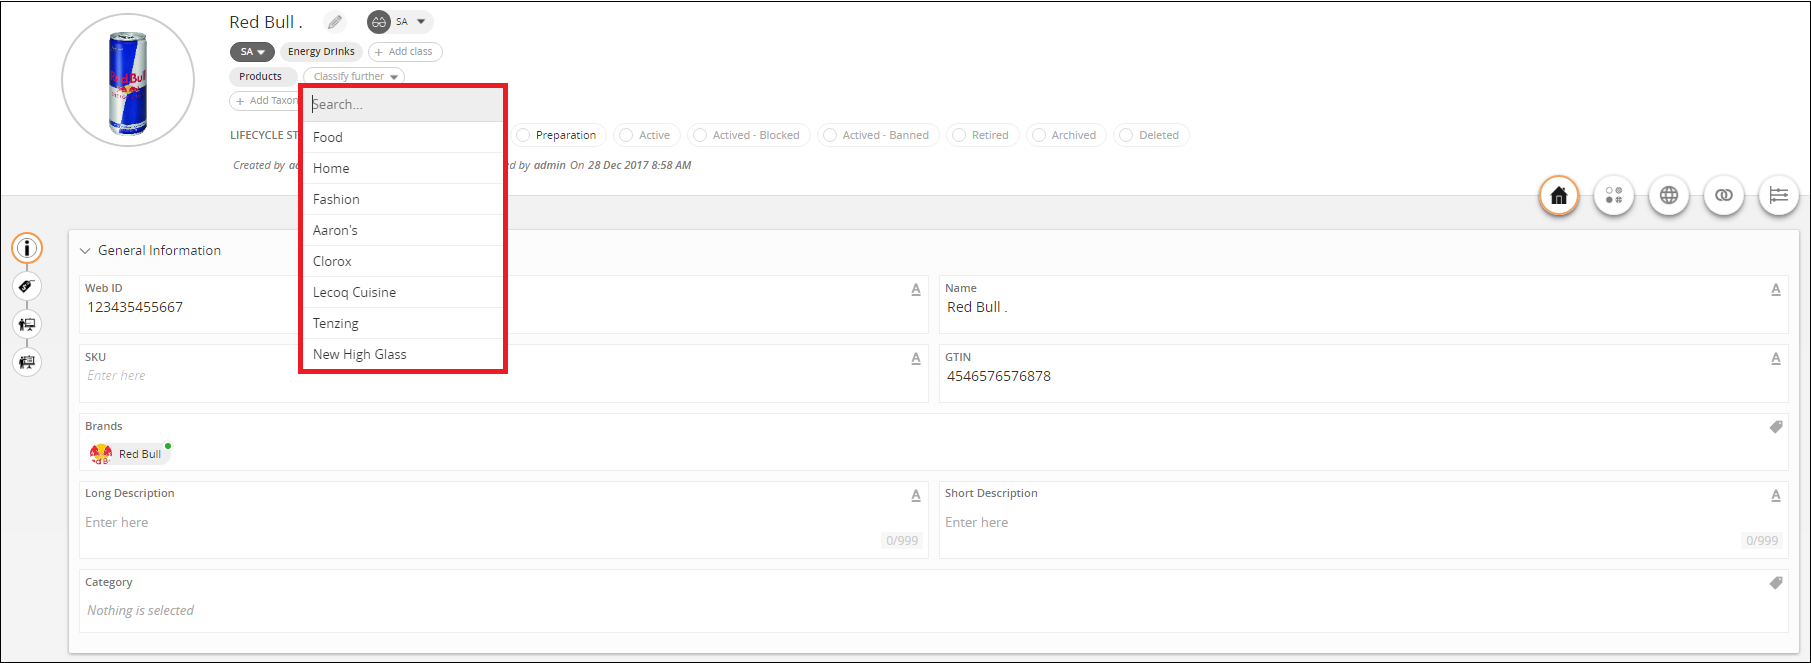 Red Bull .
SA
SA
Energy Drinks
+ Add class
Products
Classify further
+ Add Taxon
Search...
Food
Home
Fashion
Aaron's
Clorox
Lecoq Cuisine
Tenzing
New High Glass
LIFECYCLE ST
Preparation
Active
Actived - Blocked
Actived - Banned
Retired
Archived
Deleted
Created by ad
d by admin On 28 Dec 2017 8:58 AM
General Information
Web ID
123435455667
A
Name
Red Bull .
A
SKU
Enter here
A
GTIN
4546576576878
A
Brands
Red Bull
Long Description
A
Enter here
0/999
Short Description
A
Enter here
0/999
Category
Nothing is selected